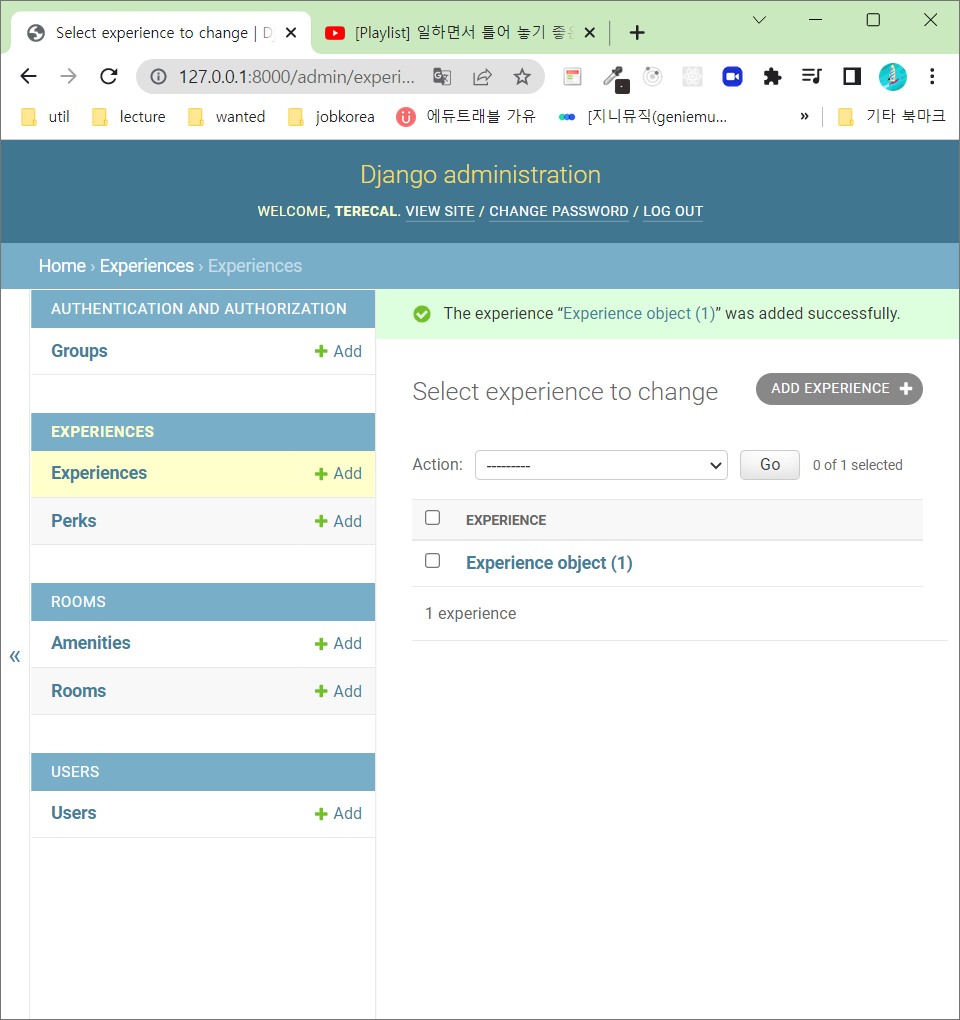 Select experience to change | Dj
[Playlist] 일하면서 틀어 놓기 좋은
127.0.0.1:8000/admin/experi...
util
lecture
wanted
jobkorea
에듀트래블 가유
[지니뮤직(geniemu...
»
기타 북마크
Django administration
WELCOME, TERECAL. VIEW SITE / CHANGE PASSWORD / LOG OUT
Home › Experiences › Experiences
AUTHENTICATION AND AUTHORIZATION
Groups + Add
EXPERIENCES
Experiences + Add
Perks + Add
ROOMS
Amenities + Add
Rooms + Add
USERS
Users + Add
«
The experience “Experience object (1)” was added successfully.
Select experience to change
ADD EXPERIENCE +
Action: --------- Go 0 of 1 selected
EXPERIENCE
Experience object (1)
1 experience